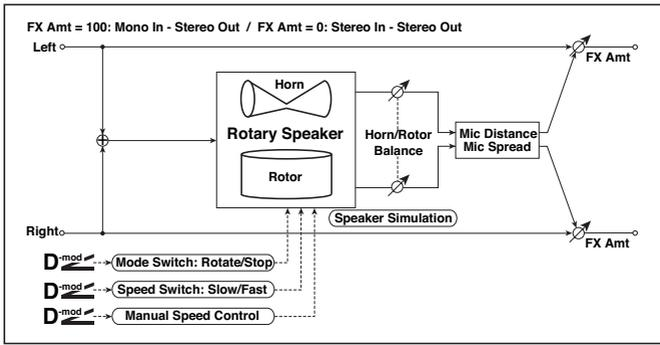 FX Amt = 100: Mono In - Stereo Out / FX Amt = 0: Stereo In - Stereo Out
Left
FX Amt
Horn
Rotary Speaker
Rotor
Horn/Rotor
Balance
Mic Distance
Mic Spread
Speaker Simulation
Right
FX Amt
D-mod
Mode Switch: Rotate/Stop
D-mod
Speed Switch: Slow/Fast
D-mod
Manual Speed Control